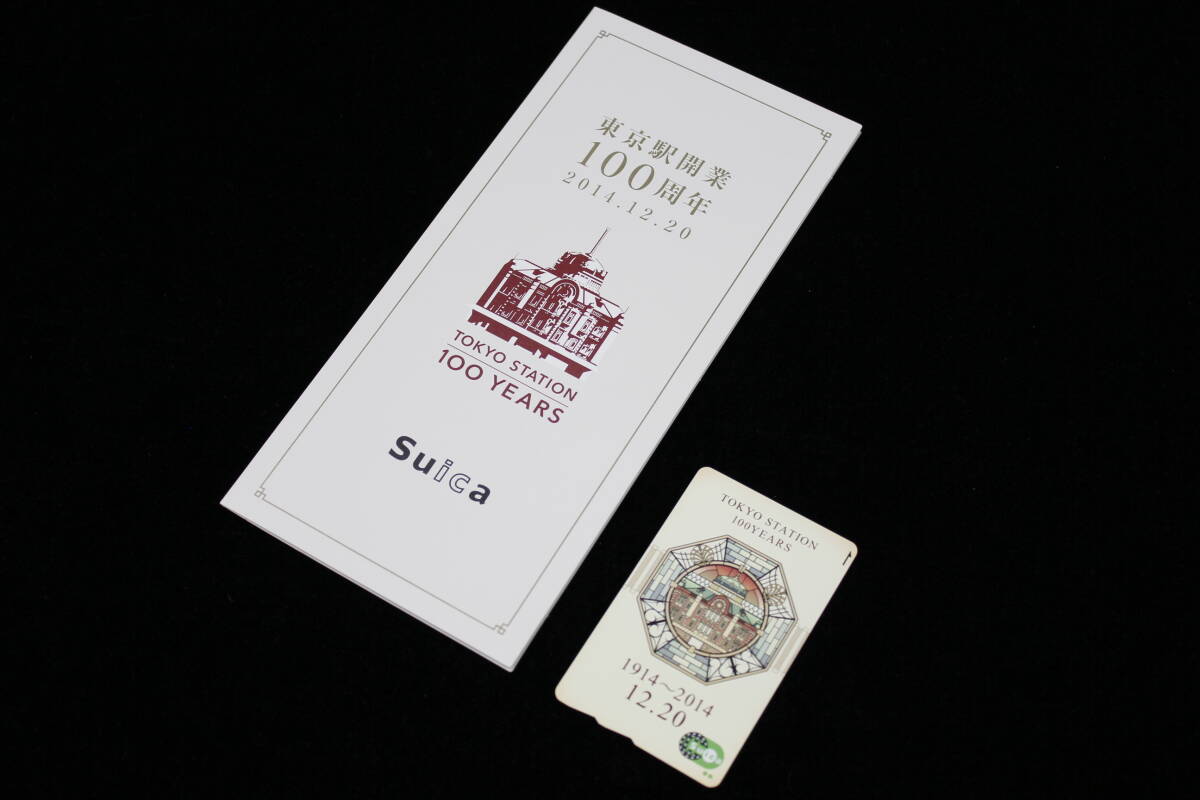 東京駅開業
100周年
2014.12.20
TOKYO STATION
100 YEARS
Suica
TOKYO STATION
100YEARS
1914～2014
12.20
Suica